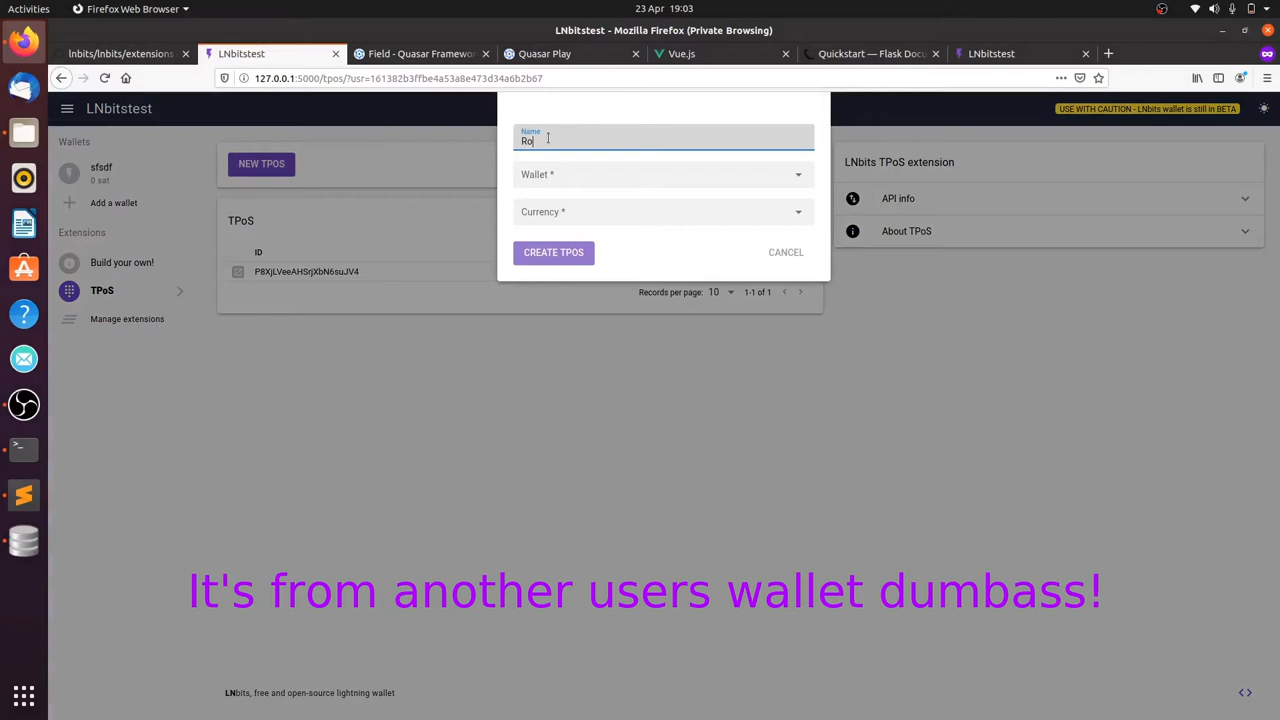 Activities
Firefox Web Browser
23 Apr 19:03
LNbitstest - Mozilla Firefox (Private Browsing)
lnbits/lnbits/extensions
LNbitstest
Field - Quasar Framewo
Quasar Play
Vue.js
Quickstart — Flask Docu
LNbitstest
127.0.0.1:5000/tpos/?usr=161382b3ffbe4a53a8e473d34a6b2b67
LNbitstest
USE WITH CAUTION - LNbits wallet is still in BETA
Wallets
sfsdf
0 sat
Add a wallet
Extensions
Build your own!
TPoS
Manage extensions
NEW TPOS
TPoS
ID
P8XjLVeeAHSrjXbN6suJV4
Records per page: 10 1-1 of 1
Name
Ro
Wallet *
Currency *
CREATE TPOS
CANCEL
LNbits TPoS extension
API info
About TPoS
It's from another users wallet dumbass!
LNbits, free and open-source lightning wallet